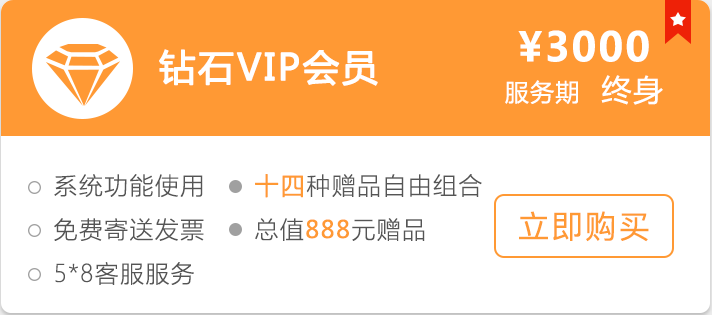 钻石VIP会员
¥3000
服务期 终身
系统功能使用
十四种赠品自由组合
免费寄送发票
总值888元赠品
5*8客服服务
立即购买